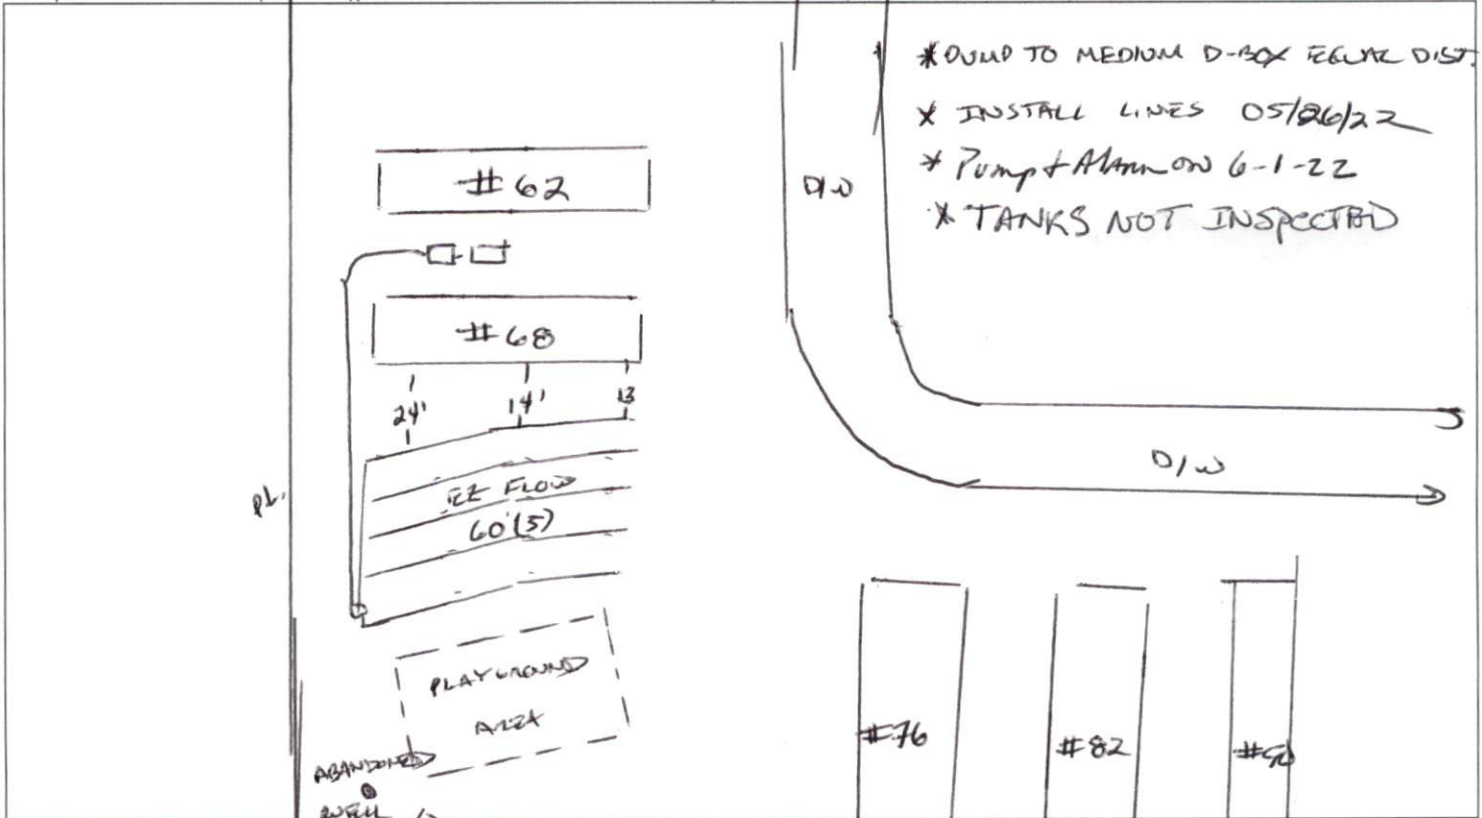 * PUMP TO MEDIUM D-BOX EQUAL DIST.
* INSTALL LINES 05/26/22
* Pump + Alarm on 6-1-22
* TANKS NOT INSPECTED
#62
D/W
#68
24' 14' 13
D/W
EZ FLOW
60'(5)
PL.
PLAYGROUND
AREA
#76 #82
ABANDONED
WELL